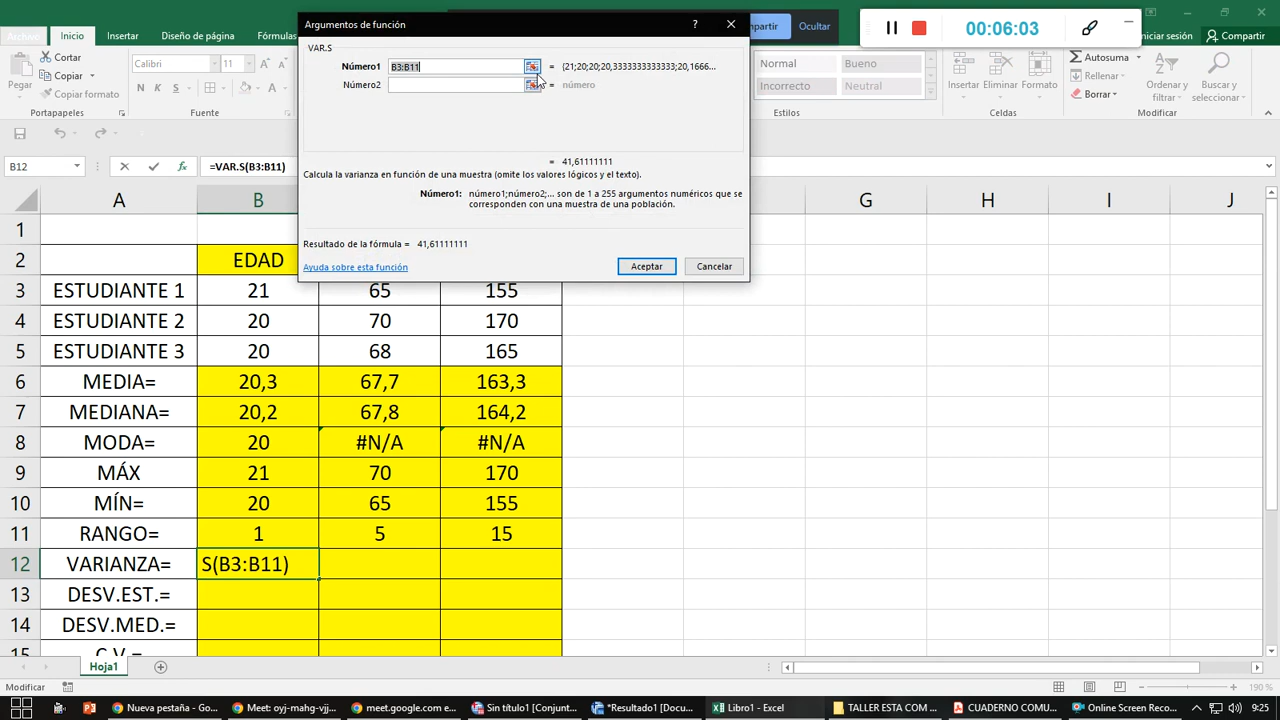 Argumentos de función
?
VAR.S
Número1
B3:B11
= {21;20;20;20,3333333333333;20,1666...
Número2
= número
= 41,61111111
Calcula la varianza en función de una muestra (omite los valores lógicos y el texto).
Número1: número1;número2;... son de 1 a 255 argumentos numéricos que se
corresponden con una muestra de una población.
Resultado de la fórmula = 41,61111111
Ayuda sobre esta función
Aceptar
Cancelar
Ocultar
00:06:03
Archivo
Inicio
Insertar
Diseño de página
Fórmulas
Iniciar sesión
Compartir
Cortar
Copiar
Copiar formato
Portapapeles
Calibri
11
Fuente
Normal
Bueno
Incorrecto
Neutral
Estilos
Insertar
Eliminar
Formato
Celdas
Autosuma
Rellenar
Borrar
Ordenar y
filtrar
Buscar y
seleccionar
Modificar
B12
fx
=VAR.S(B3:B11)
A B G H I J
1
2 EDAD
3 ESTUDIANTE 1 21 65 155
4 ESTUDIANTE 2 20 70 170
5 ESTUDIANTE 3 20 68 165
6 MEDIA= 20,3 67,7 163,3
7 MEDIANA= 20,2 67,8 164,2
8 MODA= 20 #N/A #N/A
9 MÁX 21 70 170
10 MÍN= 20 65 155
11 RANGO= 1 5 15
12 VARIANZA= S(B3:B11)
13 DESV.EST.=
14 DESV.MED.=
15 C.V.=
Hoja1
Modificar
190 %
Nueva pestaña - Go...
Meet: oyj-mahg-vjj...
meet.google.com e...
Sin título1 [Conjunt...
*Resultado1 [Docu...
Libro1 - Excel
TALLER ESTA COM ...
CUADERNO COMU...
Online Screen Reco...
9:25